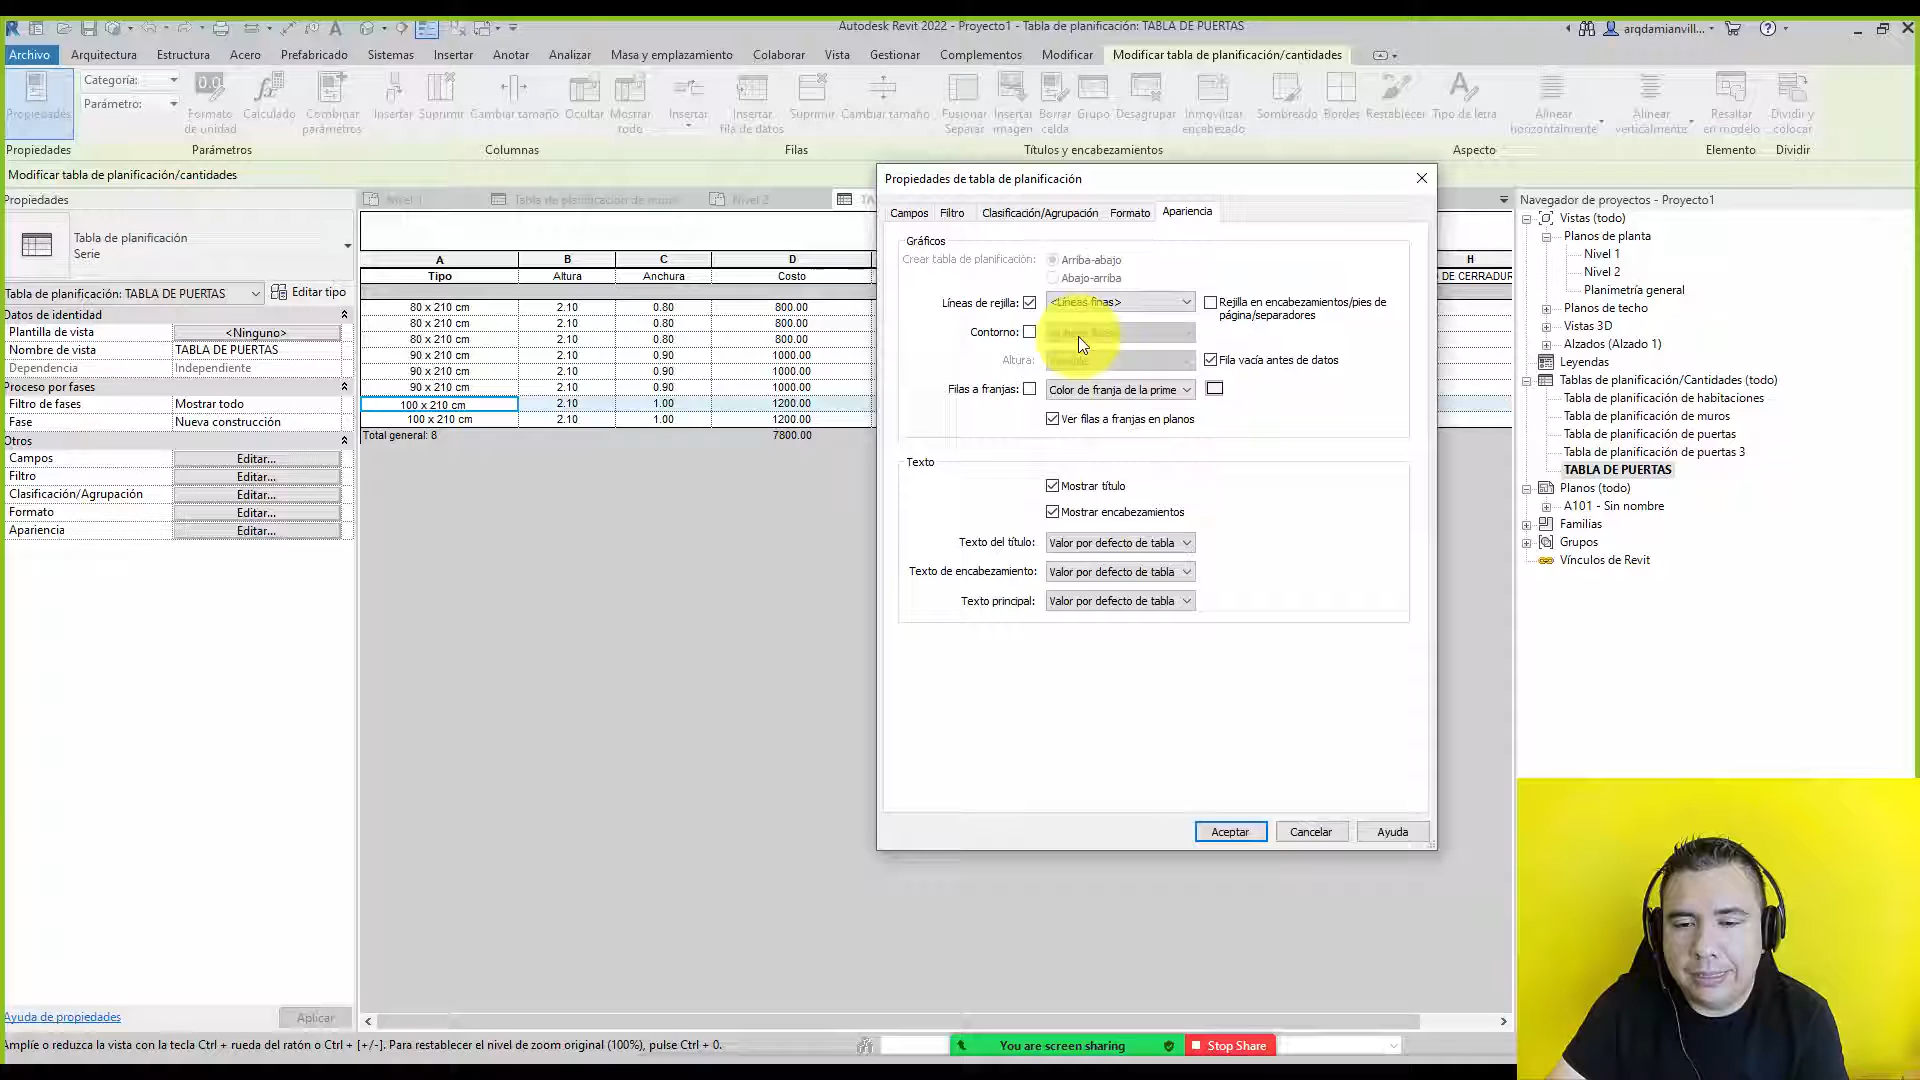 Autodesk Revit 2022 - Proyecto1 - Tabla de planificación: TABLA DE PUERTAS
arqdamianvill...
Archivo Arquitectura Estructura Acero Prefabricado Sistemas Insertar Anotar Analizar Masa y emplazamiento Colaborar Vista Gestionar Complementos Modificar Modificar tabla de planificación/cantidades
Propiedades
Categoría:
Parámetro:
Formato de unidad
Calculado
Combinar parámetros
Insertar
Suprimir
Cambiar tamaño
Ocultar
Mostrar todo
Insertar
Insertar fila de datos
Suprimir
Cambiar tamaño
Fusionar Separar
Insertar imagen
Borrar celda
Grupo
Desagrupar
Inmovilizar encabezado
Sombreado
Bordes
Restablecer
Tipo de letra
Alinear horizontalmente
Alinear verticalmente
Resaltar en modelo
Dividir y colocar
Propiedades Parámetros Columnas Filas Títulos y encabezamientos Aspecto Elemento Dividir
Modificar tabla de planificación/cantidades
Propiedades
Tabla de planificación
Serie
Tabla de planificación: TABLA DE PUERTAS Editar tipo
Datos de identidad
Plantilla de vista <Ninguno>
Nombre de vista TABLA DE PUERTAS
Dependencia Independiente
Proceso por fases
Filtro de fases Mostrar todo
Fase Nueva construcción
Otros
Campos Editar...
Filtro Editar...
Clasificación/Agrupación Editar...
Formato Editar...
Apariencia Editar...
Ayuda de propiedades
Aplicar
Nivel 1 Tabla de planificación de muros Nivel 2 TA
A B C D H
Tipo Altura Anchura Costo DE CERRADUR
80 x 210 cm 2.10 0.80 800.00
80 x 210 cm 2.10 0.80 800.00
80 x 210 cm 2.10 0.80 800.00
90 x 210 cm 2.10 0.90 1000.00
90 x 210 cm 2.10 0.90 1000.00
90 x 210 cm 2.10 0.90 1000.00
100 x 210 cm 2.10 1.00 1200.00
100 x 210 cm 2.10 1.00 1200.00
Total general: 8 7800.00
Propiedades de tabla de planificación
Campos Filtro Clasificación/Agrupación Formato Apariencia
Gráficos
Crear tabla de planificación: Arriba-abajo
Abajo-arriba
Líneas de rejilla: <Líneas finas> Rejilla en encabezamientos/pies de página/separadores
Contorno:
Altura: Fila vacía antes de datos
Filas a franjas: Color de franja de la prime
Ver filas a franjas en planos
Texto
Mostrar título
Mostrar encabezamientos
Texto del título: Valor por defecto de tabla
Texto de encabezamiento: Valor por defecto de tabla
Texto principal: Valor por defecto de tabla
Aceptar Cancelar Ayuda
Navegador de proyectos - Proyecto1
Vistas (todo)
Planos de planta
Nivel 1
Nivel 2
Planimetría general
Planos de techo
Vistas 3D
Alzados (Alzado 1)
Leyendas
Tablas de planificación/Cantidades (todo)
Tabla de planificación de habitaciones
Tabla de planificación de muros
Tabla de planificación de puertas
Tabla de planificación de puertas 3
TABLA DE PUERTAS
Planos (todo)
A101 - Sin nombre
Familias
Grupos
Vínculos de Revit
Amplíe o reduzca la vista con la tecla Ctrl + rueda del ratón o Ctrl + [+/-]. Para restablecer el nivel de zoom original (100%), pulse Ctrl + 0.
You are screen sharing
Stop Share